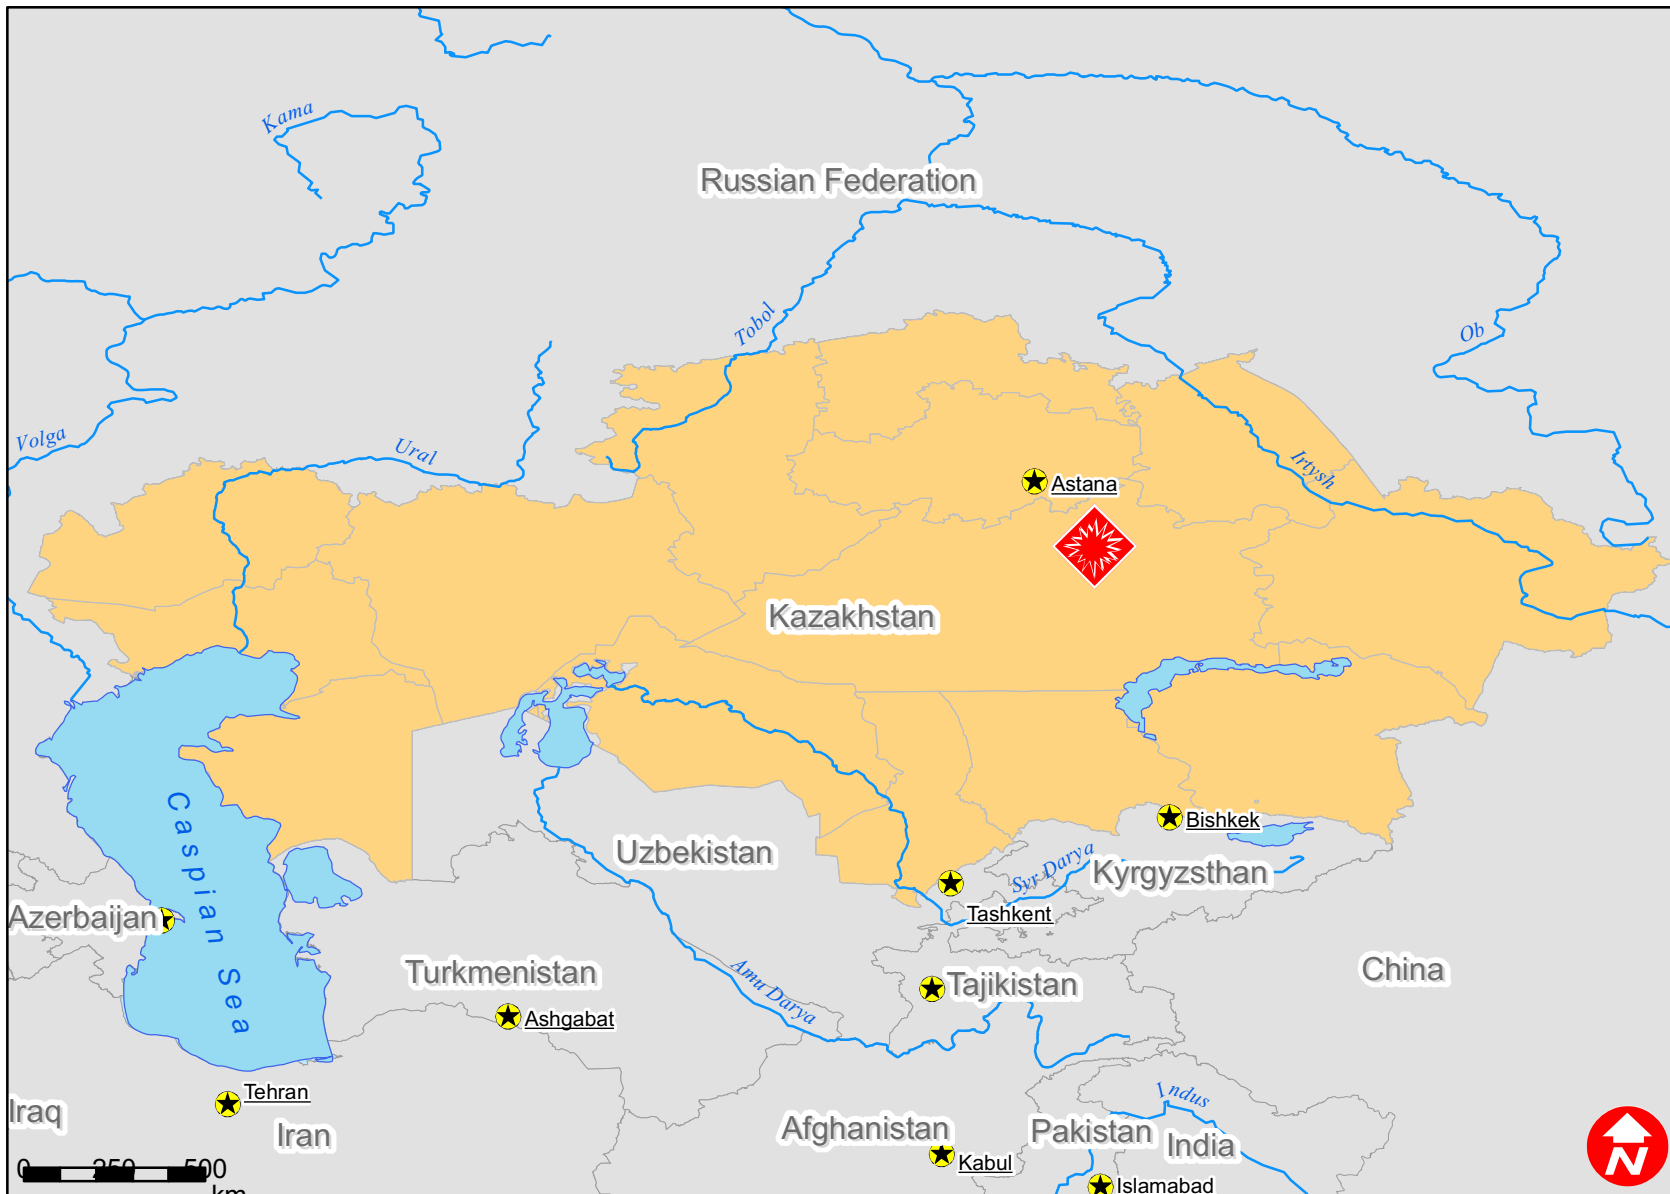 Kama
Russian Federation
Tobol
Ob
Volga
Ural
Irtysh
Astana
Kazakhstan
Caspian Sea
Bishkek
Uzbekistan
Syr Darya
Kyrgyzsthan
Azerbaijan
Tashkent
Turkmenistan
Amu Darya
Tajikistan
China
Ashgabat
Tehran
Indus
Iraq
Iran
Afghanistan
Pakistan
India
Kabul
N
0 250 500
km
Islamabad